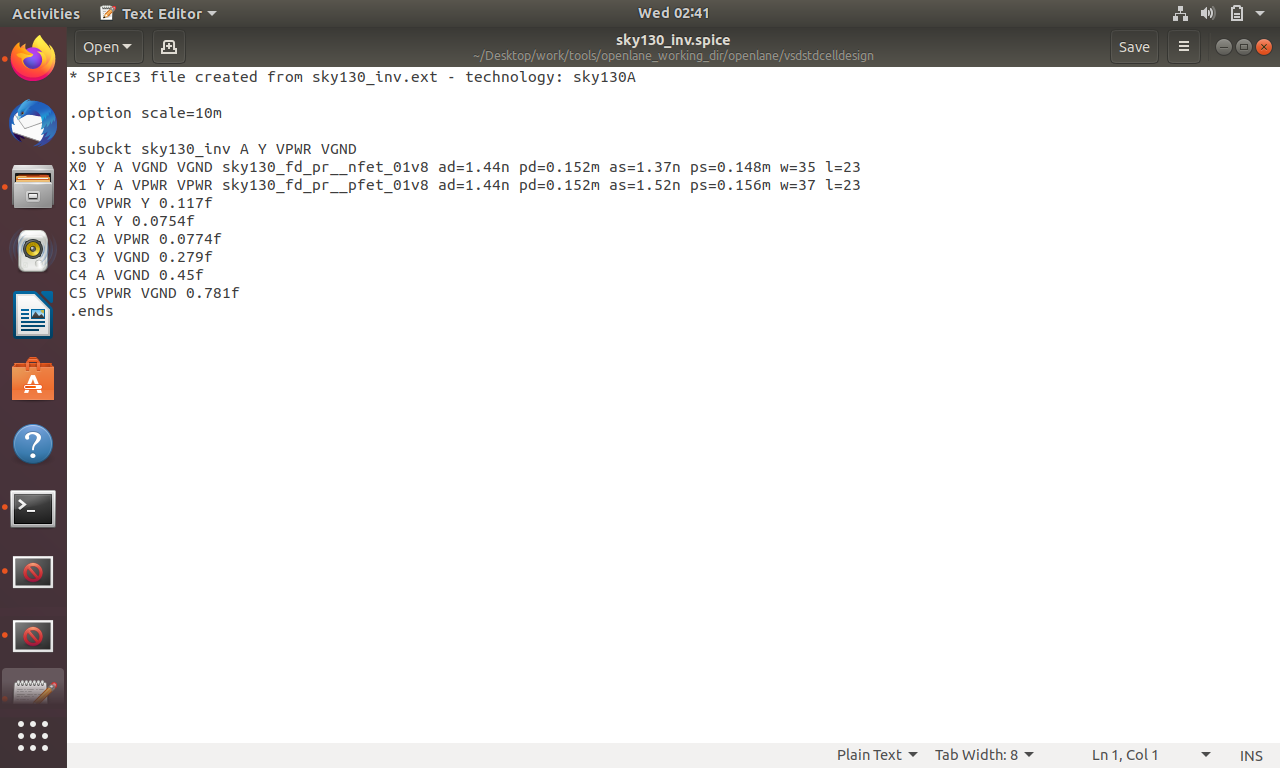 Activities Text Editor Wed 02:41
Open sky130_inv.spice Save
~/Desktop/work/tools/openlane_working_dir/openlane/vsdstdcelldesign
* SPICE3 file created from sky130_inv.ext - technology: sky130A
.option scale=10m
.subckt sky130_inv A Y VPWR VGND
X0 Y A VGND VGND sky130_fd_pr__nfet_01v8 ad=1.44n pd=0.152m as=1.37n ps=0.148m w=35 l=23
X1 Y A VPWR VPWR sky130_fd_pr__pfet_01v8 ad=1.44n pd=0.152m as=1.52n ps=0.156m w=37 l=23
C0 VPWR Y 0.117f
C1 A Y 0.0754f
C2 A VPWR 0.0774f
C3 Y VGND 0.279f
C4 A VGND 0.45f
C5 VPWR VGND 0.781f
.ends
Plain Text Tab Width: 8 Ln 1, Col 1 INS